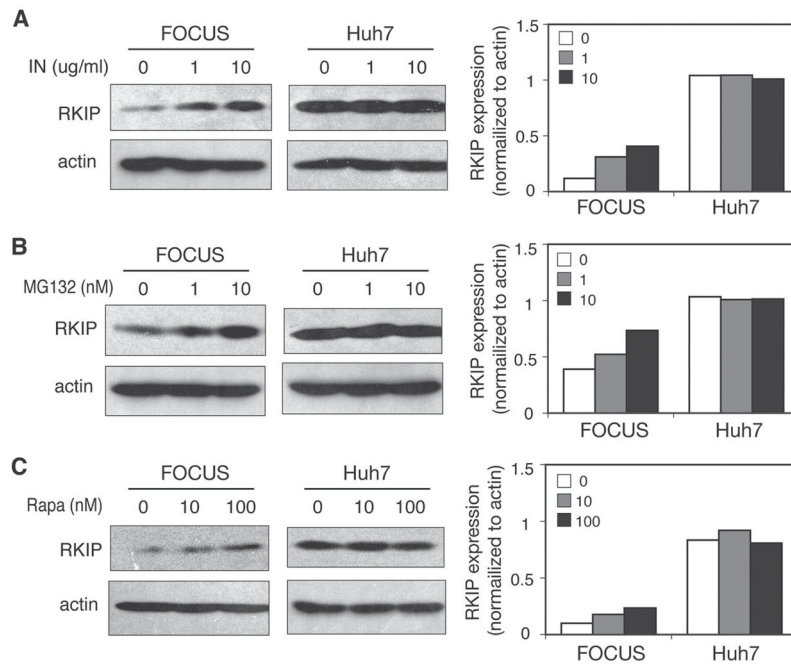 A
FOCUS
Huh7
IN (ug/ml)
0 1 10
0 1 10
RKIP
actin
RKIP expression
(normailized to actin)
1.5
1
0.5
0
0
1
10
FOCUS
Huh7
B
FOCUS
Huh7
MG132 (nM)
0 1 10
0 1 10
RKIP
actin
RKIP expression
(normailized to actin)
1.5
1
0.5
0
0
1
10
FOCUS
Huh7
C
FOCUS
Huh7
Rapa (nM)
0 10 100
0 10 100
RKIP
actin
RKIP expression
(normalized to actin)
1.5
1
0.5
0
0
10
100
FOCUS
Huh7